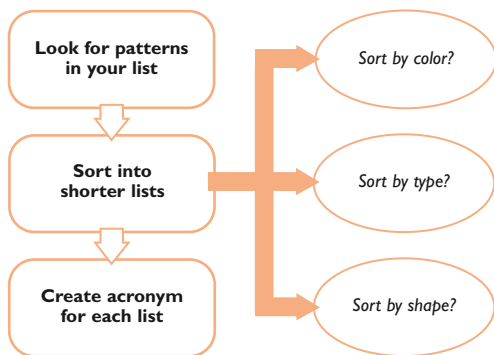 Look for patterns
in your list
Sort by color?
Sort into
shorter lists
Sort by type?
Create acronym
for each list
Sort by shape?